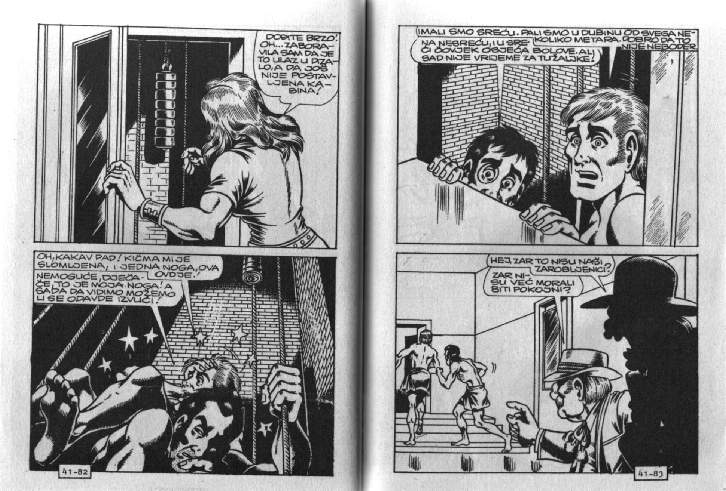 DOĐITE BRZO!
OH... ZABORA-
VILA SAM DA JE
TO ULAZ U DIZA-
LO, A DA JOŠ
NIJE POSTAV-
LJENA KA-
BINA!
OH, KAKAV PAD! KIČMA MI JE
SLOMLJENA, I JEDNA NOGA, OVA
OVDJE!
NEMOGUĆE, DJEČA-
ČE, TO JE MOJA NOGA! A
SADA DA VIDIMO MOŽEMO
LI SE ODAVDE IZVUĆI!
41-82
IMALI SMO SREĆU. PALI SMO U DUBINU OD SVEGA NE-
KOLIKO METARA. DOBRO DA TO
NIJE NEBODER.
NA NESREĆU, I U SRE-
ĆI ČOVJEK OSJEĆA BOLOVE. ALI
SAD NIJE VRIJEME ZA TUŽALJKE!
HEJ, ZAR TO NISU NAŠI
ZAROBLJENICI?
ZAR NI-
SU VEĆ MORALI
BITI POKOJNI?
41-83